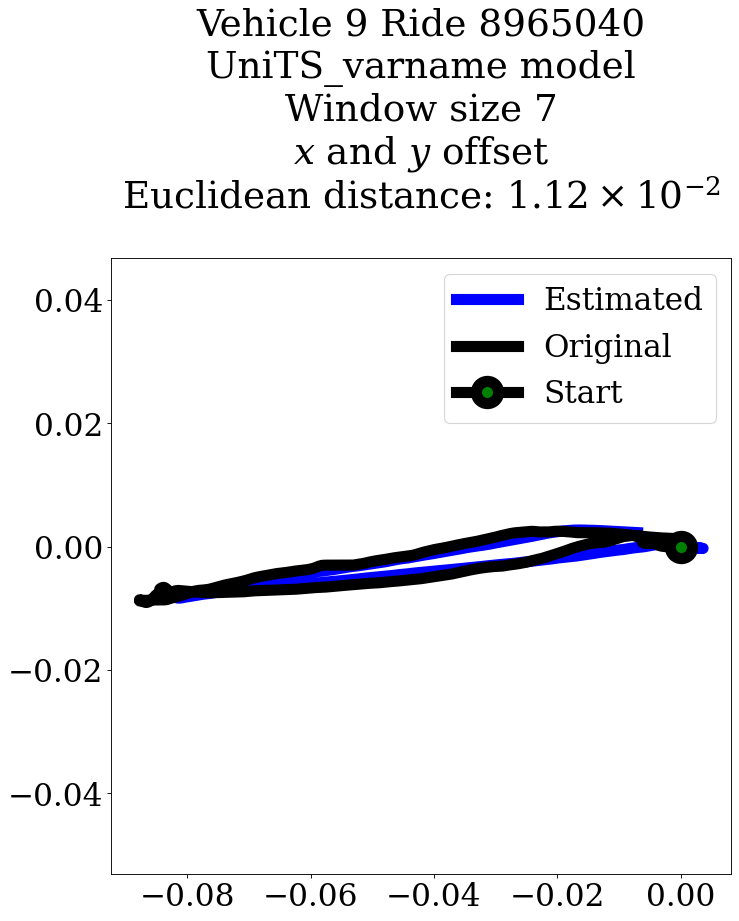 Vehicle 9 Ride 8965040
UniTS_varname model
Window size 7
x and y offset
Euclidean distance: 1.12 × 10⁻²
Estimated
Original
Start
0.04
0.02
0.00
−0.02
−0.04
−0.08 −0.06 −0.04 −0.02 0.00